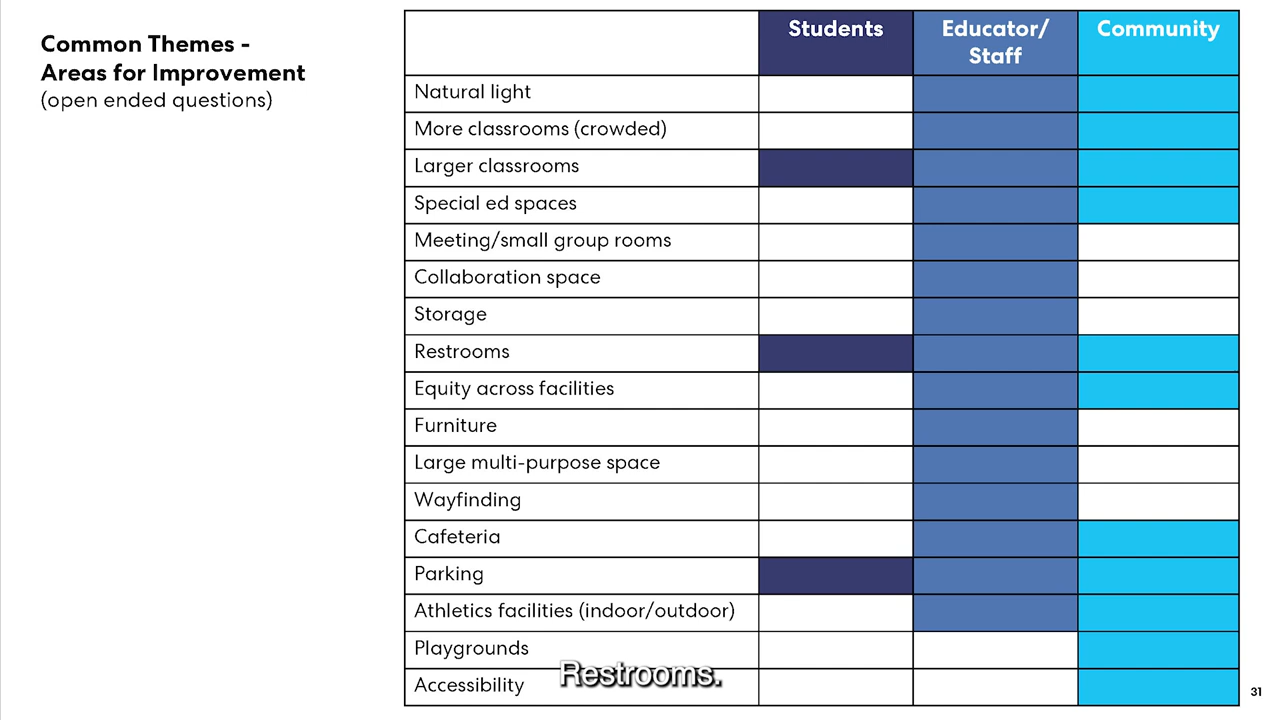 Common Themes -
Areas for Improvement
(open ended questions)
Students
Educator/
Staff
Community
Natural light
More classrooms (crowded)
Larger classrooms
Special ed spaces
Meeting/small group rooms
Collaboration space
Storage
Restrooms
Equity across facilities
Furniture
Large multi-purpose space
Wayfinding
Cafeteria
Parking
Athletics facilities (indoor/outdoor)
Playgrounds
Accessibility
Restrooms.
31